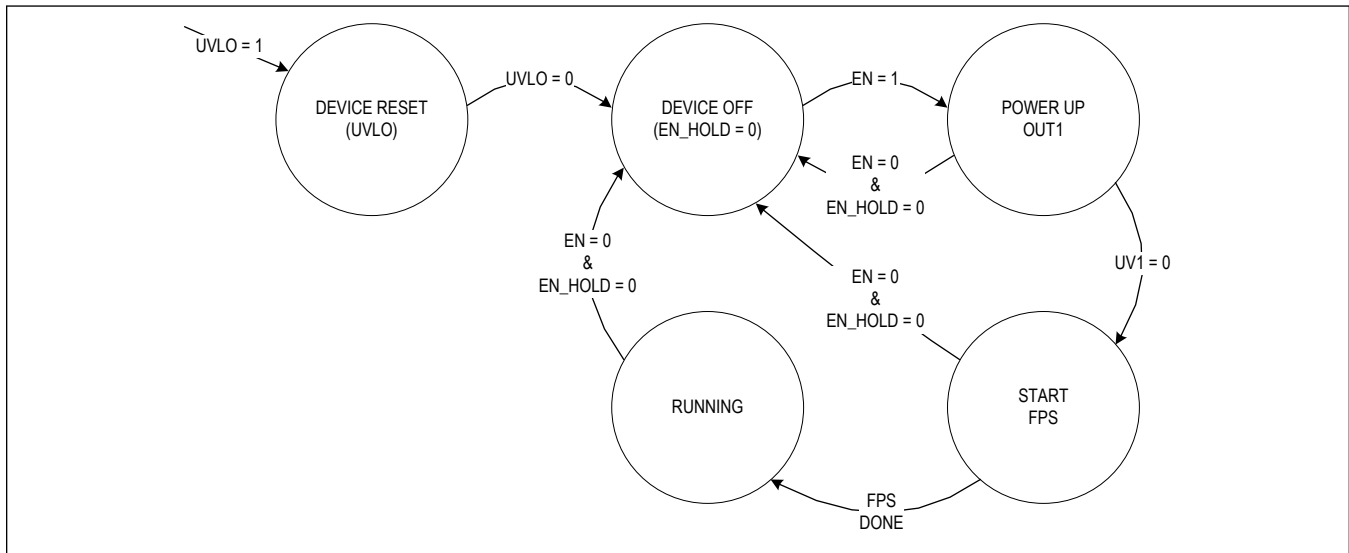 UVLO = 1
DEVICE RESET
(UVLO)
UVLO = 0
DEVICE OFF
(EN_HOLD = 0)
EN = 1
POWER UP
OUT1
EN = 0
&
EN_HOLD = 0
EN = 0
&
EN_HOLD = 0
EN = 0
&
EN_HOLD = 0
UV1 = 0
RUNNING
START
FPS
FPS
DONE